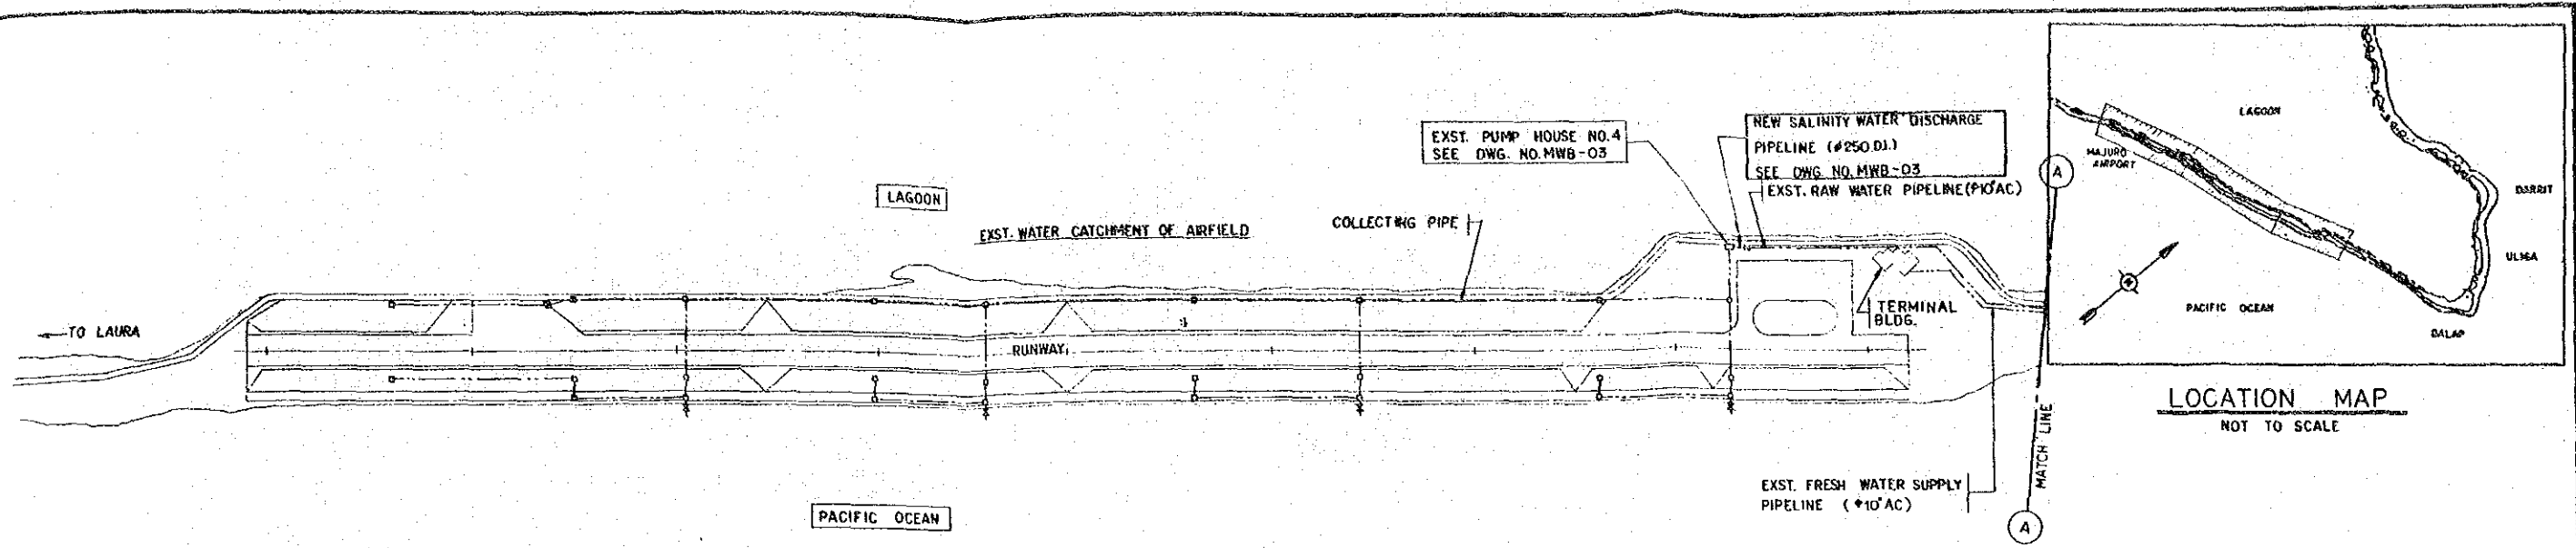 ← TO LAURA
LAGOON
EXST. WATER CATCHMENT OF AIRFIELD
RUNWAY
PACIFIC OCEAN
COLLECTING PIPE
EXST. PUMP HOUSE NO.4
SEE DWG. NO. MWB-03
NEW SALINITY WATER DISCHARGE
PIPELINE (φ250.D.I.)
SEE DWG NO. MWB-03
EXST. RAW WATER PIPELINE (φ10"AC)
TERMINAL
BLDG.
EXST. FRESH WATER SUPPLY
PIPELINE (φ10"AC)
A
MATCH LINE
A
LAGOON
MAJURO
AIRPORT
DARRIT
ULIGA
PACIFIC OCEAN
DALAP
LOCATION MAP
NOT TO SCALE